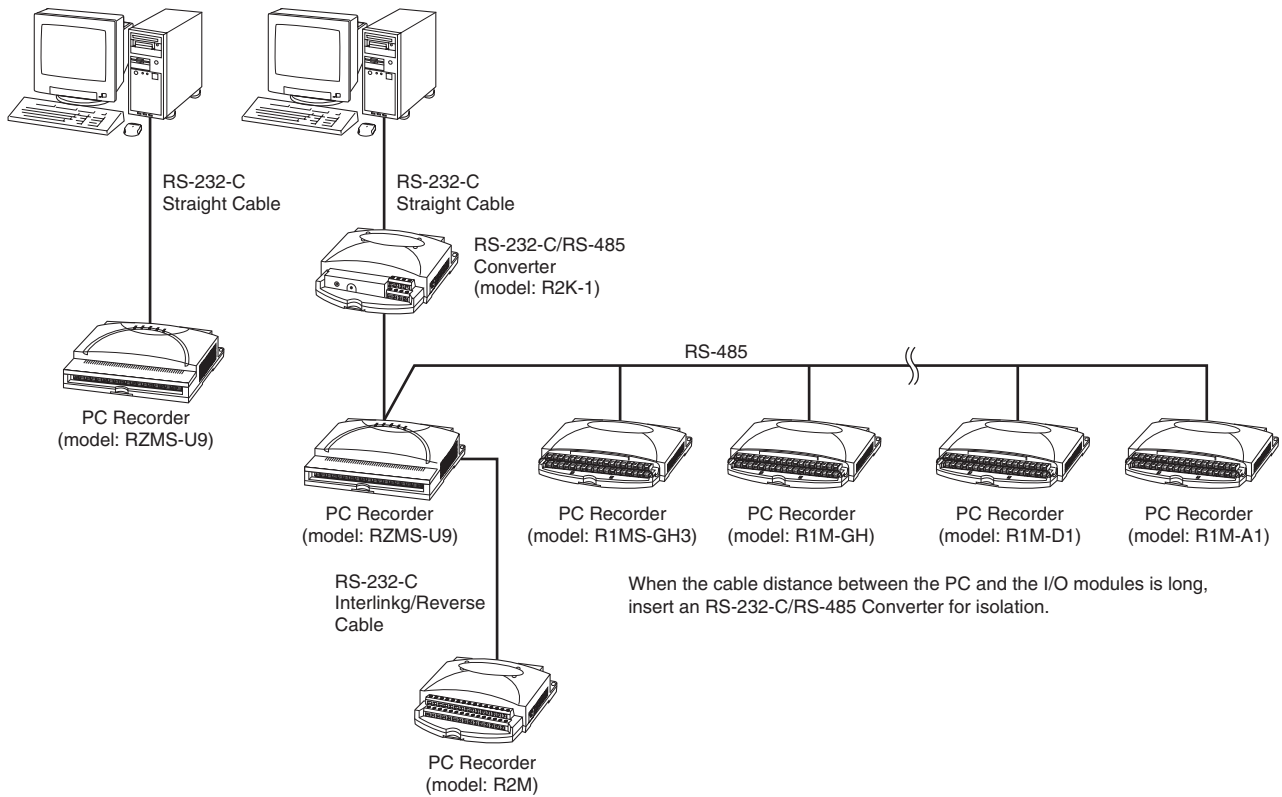 RS-232-C
Straight Cable
RS-232-C
Straight Cable
RS-232-C/RS-485
Converter
(model: R2K-1)
RS-485
PC Recorder
(model: RZMS-U9)
PC Recorder
(model: RZMS-U9)
PC Recorder
(model: R1MS-GH3)
PC Recorder
(model: R1M-GH)
PC Recorder
(model: R1M-D1)
PC Recorder
(model: R1M-A1)
RS-232-C
Interlinkg/Reverse
Cable
When the cable distance between the PC and the I/O modules is long,
insert an RS-232-C/RS-485 Converter for isolation.
PC Recorder
(model: R2M)